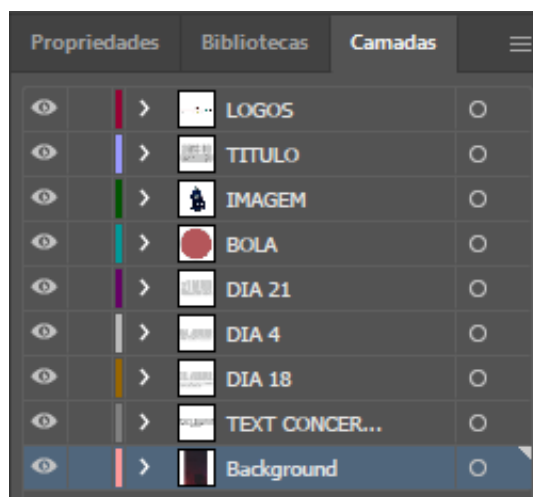 Propriedades Bibliotecas Camadas
LOGOS
TITULO
IMAGEM
BOLA
DIA 21
DIA 4
DIA 18
TEXT CONCER...
Background